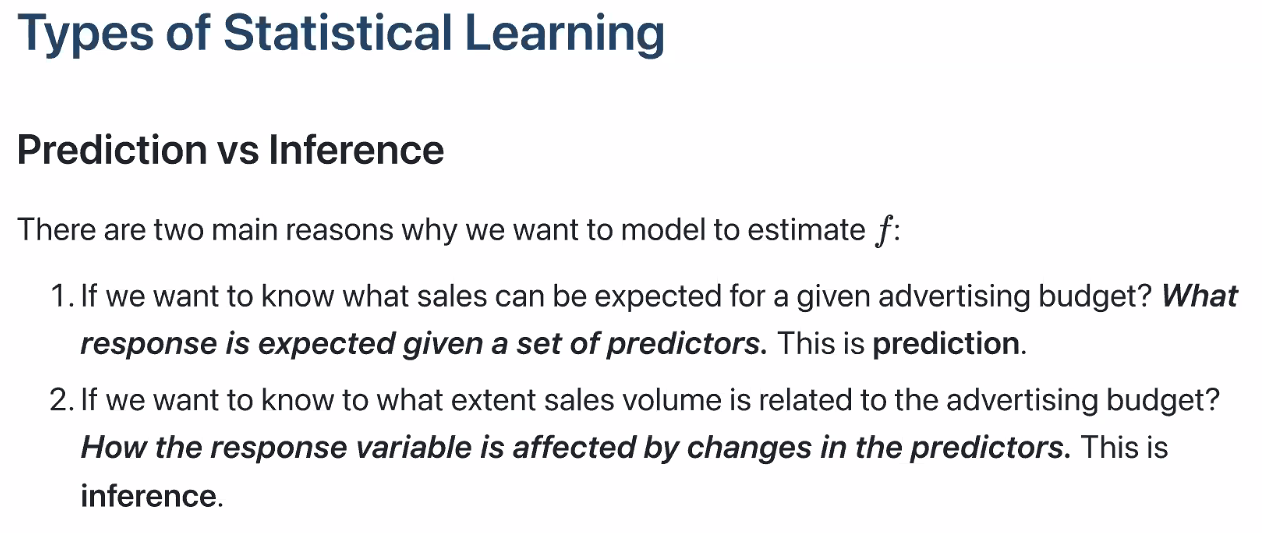 Types of Statistical Learning
Prediction vs Inference
There are two main reasons why we want to model to estimate f:
1. If we want to know what sales can be expected for a given advertising budget? What
response is expected given a set of predictors. This is prediction.
2. If we want to know to what extent sales volume is related to the advertising budget?
How the response variable is affected by changes in the predictors. This is
inference.